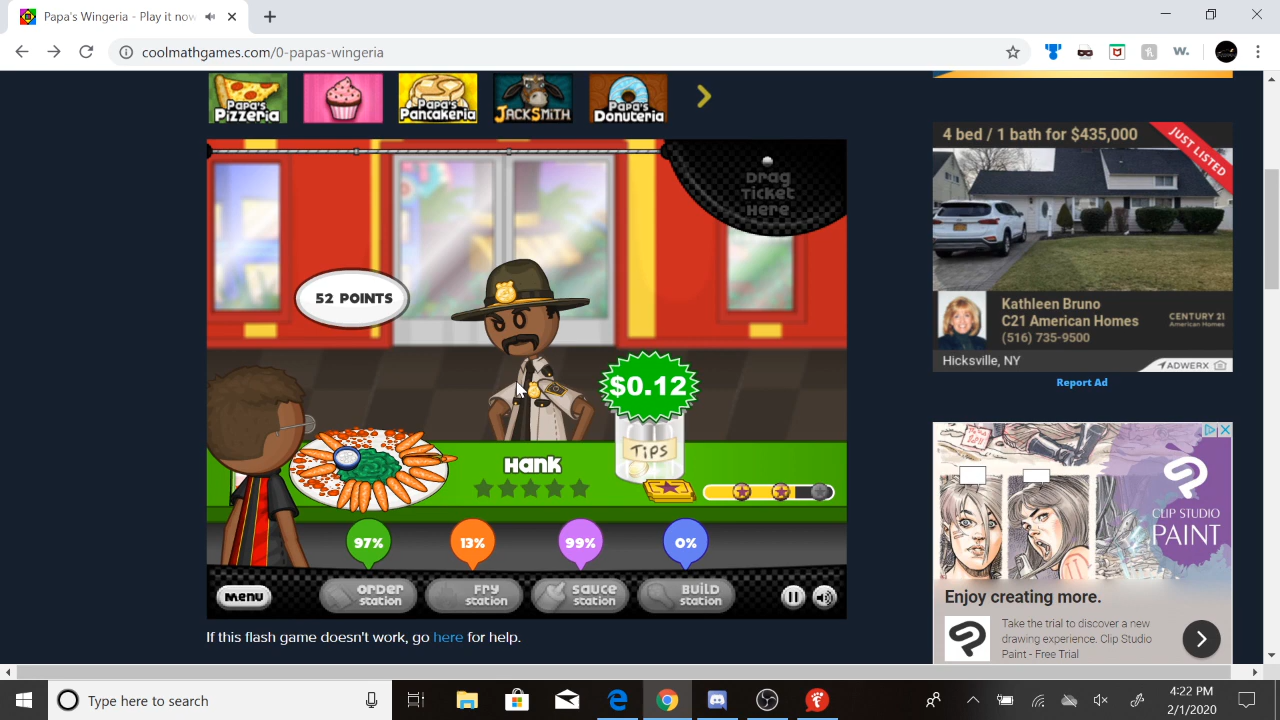 Papa's Wingeria - Play it now
coolmathgames.com/0-papas-wingeria
W.
Papa's
Pizzeria
Papa's
Pancakeria
JackSmith
Papa's
Donuteria
Drag
Ticket
Here
52 POINTS
$0.12
Tips
Hank
97%
13%
99%
0%
Menu
Order
Station
Fry
Station
Sauce
Station
Build
Station
If this flash game doesn't work, go here for help.
4 bed / 1 bath for $435,000
JUST LISTED
Kathleen Bruno
C21 American Homes
(516) 735-9500
CENTURY 21
American Homes
Hicksville, NY
ADWERX
Report Ad
CLIP STUDIO
PAINT
Enjoy creating more.
Take the trial to discover a new
drawing experience. Clip Studio
Paint - Free Trial
Type here to search
4:22 PM
2/1/2020